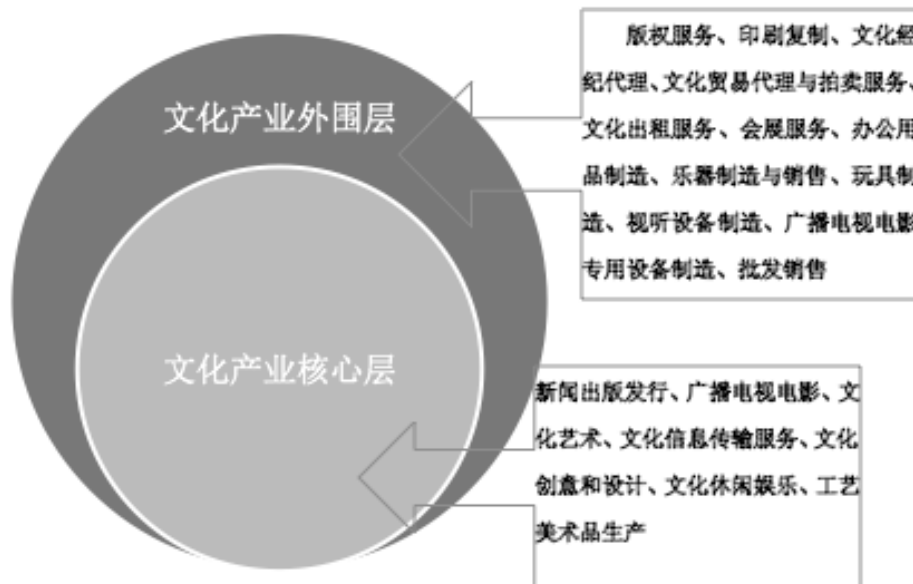 文化产业外围层
版权服务、印刷复制、文化经
纪代理、文化贸易代理与拍卖服务、
文化出租服务、会展服务、办公用
品制造、乐器制造与销售、玩具制
造、视听设备制造、广播电视电影
专用设备制造、批发销售
文化产业核心层
新闻出版发行、广播电视电影、文
化艺术、文化信息传输服务、文化
创意和设计、文化休闲娱乐、工艺
美术品生产